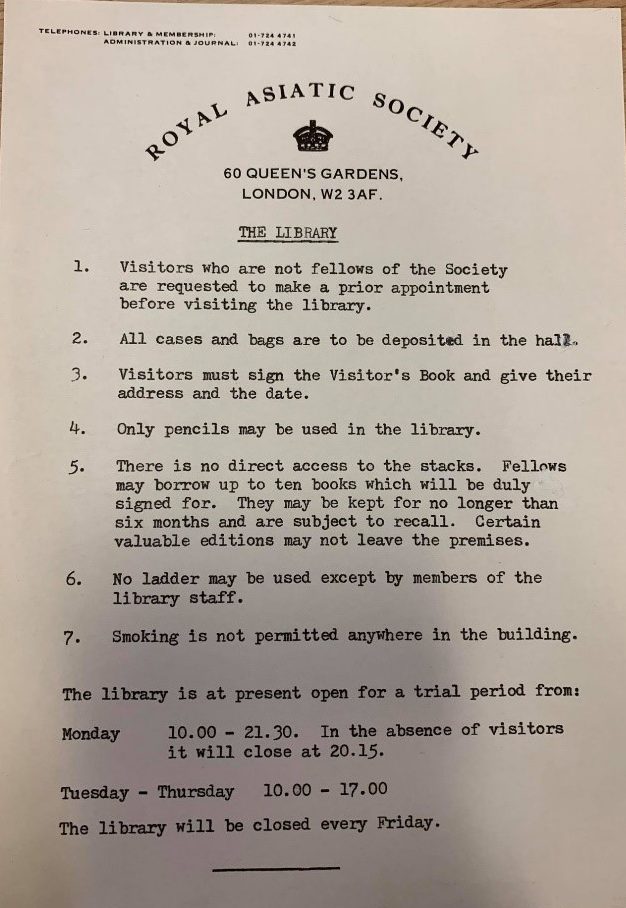 TELEPHONES: LIBRARY & MEMBERSHIP: 01-724 4741
ADMINISTRATION & JOURNAL: 01-724 4742
ROYAL ASIATIC SOCIETY
60 QUEEN'S GARDENS,
LONDON, W2 3AF.
THE LIBRARY
1. Visitors who are not fellows of the Society
are requested to make a prior appointment
before visiting the library.
2. All cases and bags are to be deposited in the hall.
3. Visitors must sign the Visitor's Book and give their
address and the date.
4. Only pencils may be used in the library.
5. There is no direct access to the stacks. Fellows
may borrow up to ten books which will be duly
signed for. They may be kept for no longer than
six months and are subject to recall. Certain
valuable editions may not leave the premises.
6. No ladder may be used except by members of the
library staff.
7. Smoking is not permitted anywhere in the building.
The library is at present open for a trial period from:
Monday 10.00 - 21.30. In the absence of visitors
it will close at 20.15.
Tuesday - Thursday 10.00 - 17.00
The library will be closed every Friday.